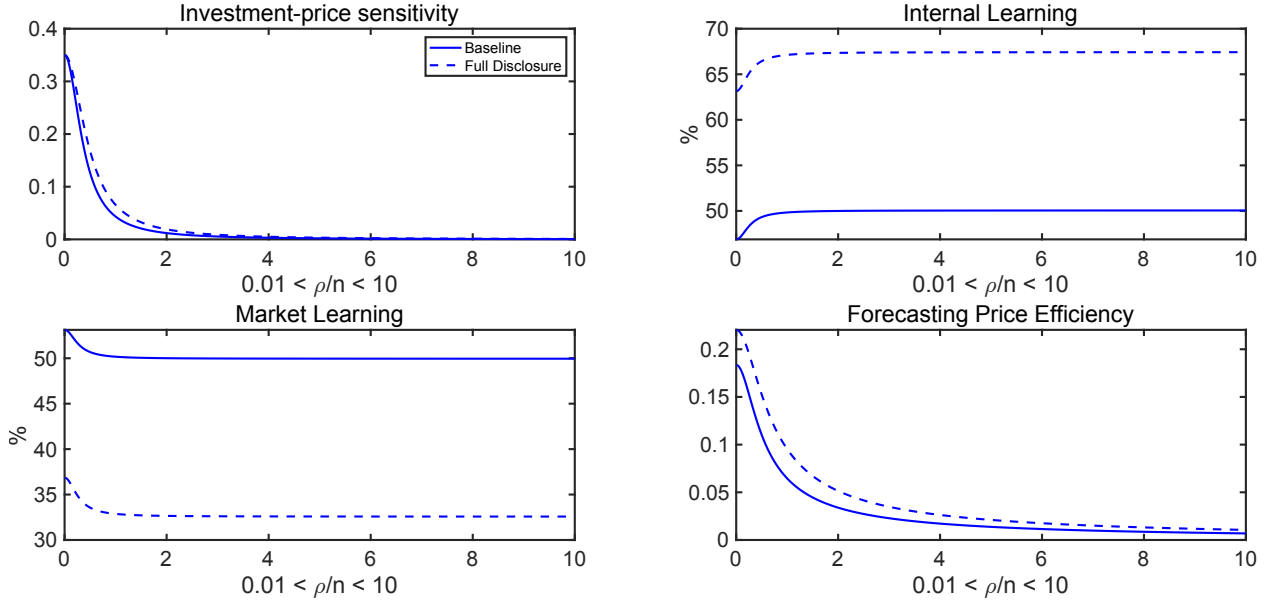 Investment-price sensitivity
0.4
0.3
0.2
0.1
0
0 2 4 6 8 10
0.01 < ρ/n < 10
Baseline
Full Disclosure
Internal Learning
70
65
60
55
50
%
0 2 4 6 8 10
0.01 < ρ/n < 10
Market Learning
50
45
40
35
30
%
0 2 4 6 8 10
0.01 < ρ/n < 10
Forecasting Price Efficiency
0.2
0.15
0.1
0.05
0
0 2 4 6 8 10
0.01 < ρ/n < 10